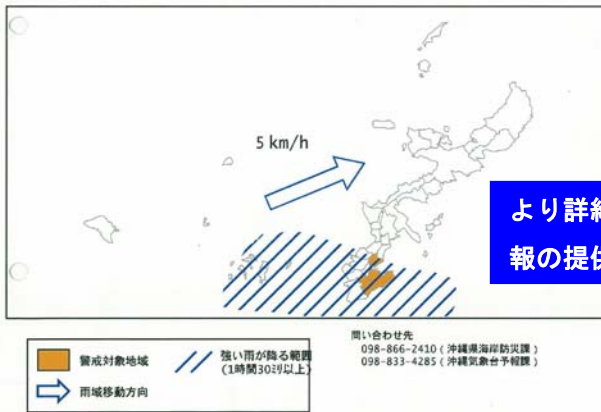 5 km/h
より詳細
報の提供
問い合わせ先
098-866-2410 ( 沖縄県海岸防災課 )
098-833-4285 ( 沖縄気象台予報課 )
警戒対象地域
強い雨が降る範囲
(1時間30ミリ以上)
雨域移動方向